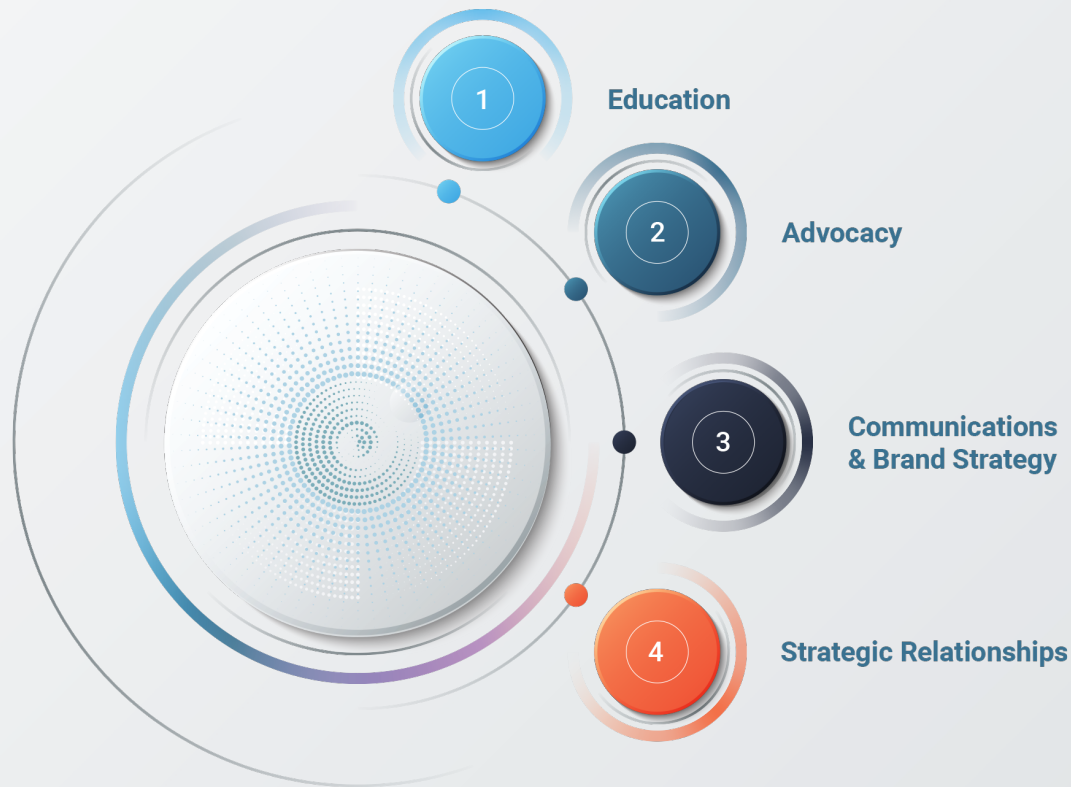 1
Education
2
Advocacy
3
Communications
& Brand Strategy
4
Strategic Relationships